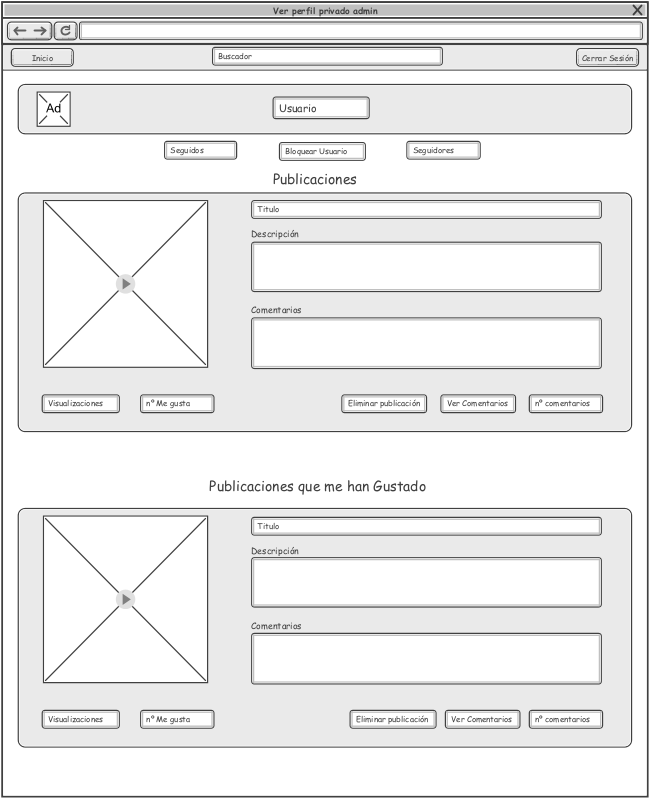 Ver perfil privado admin
Inicio
Buscador
Cerrar Sesión
Ad
Usuario
Seguidos
Bloquear Usuario
Seguidores
Publicaciones
Titulo
Descripción
Comentarios
Visualizaciones
nº Me gusta
Eliminar publicación
Ver Comentarios
nº comentarios
Publicaciones que me han Gustado
Titulo
Descripción
Comentarios
Visualizaciones
nº Me gusta
Eliminar publicación
Ver Comentarios
nº comentarios